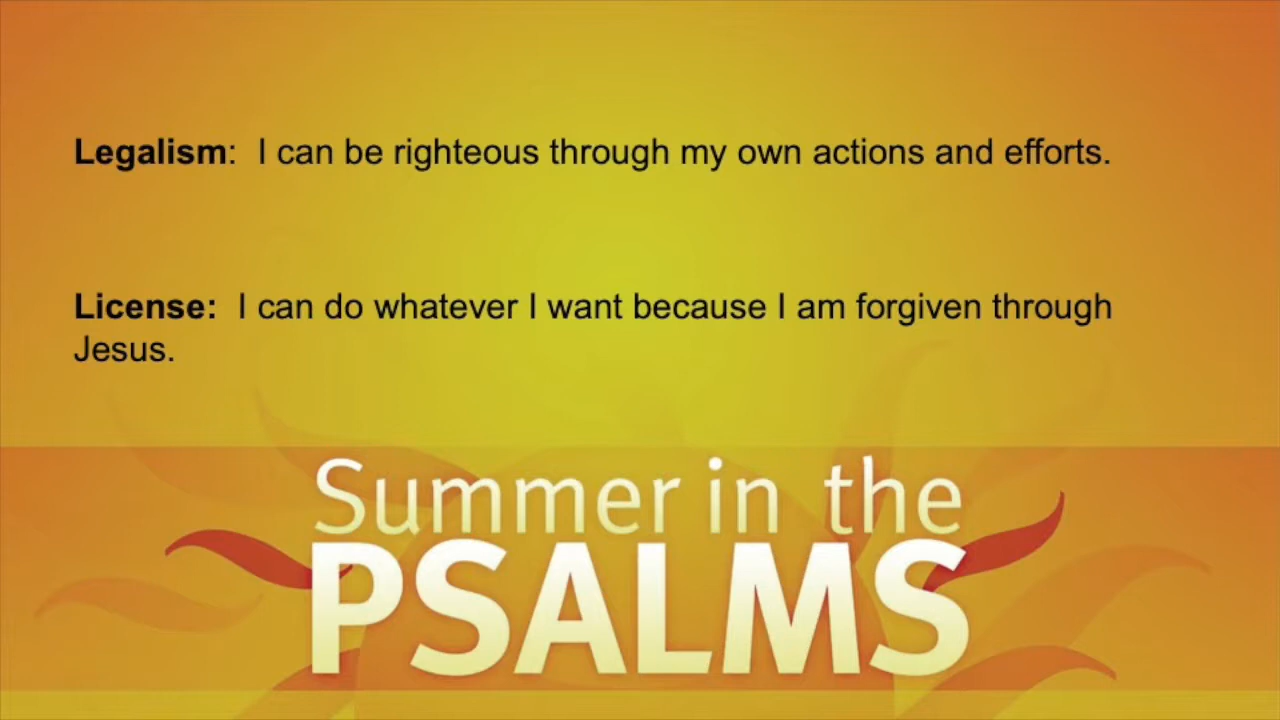 Legalism:  I can be righteous through my own actions and efforts.
License:  I can do whatever I want because I am forgiven through
Jesus.
Summer in the
PSALMS